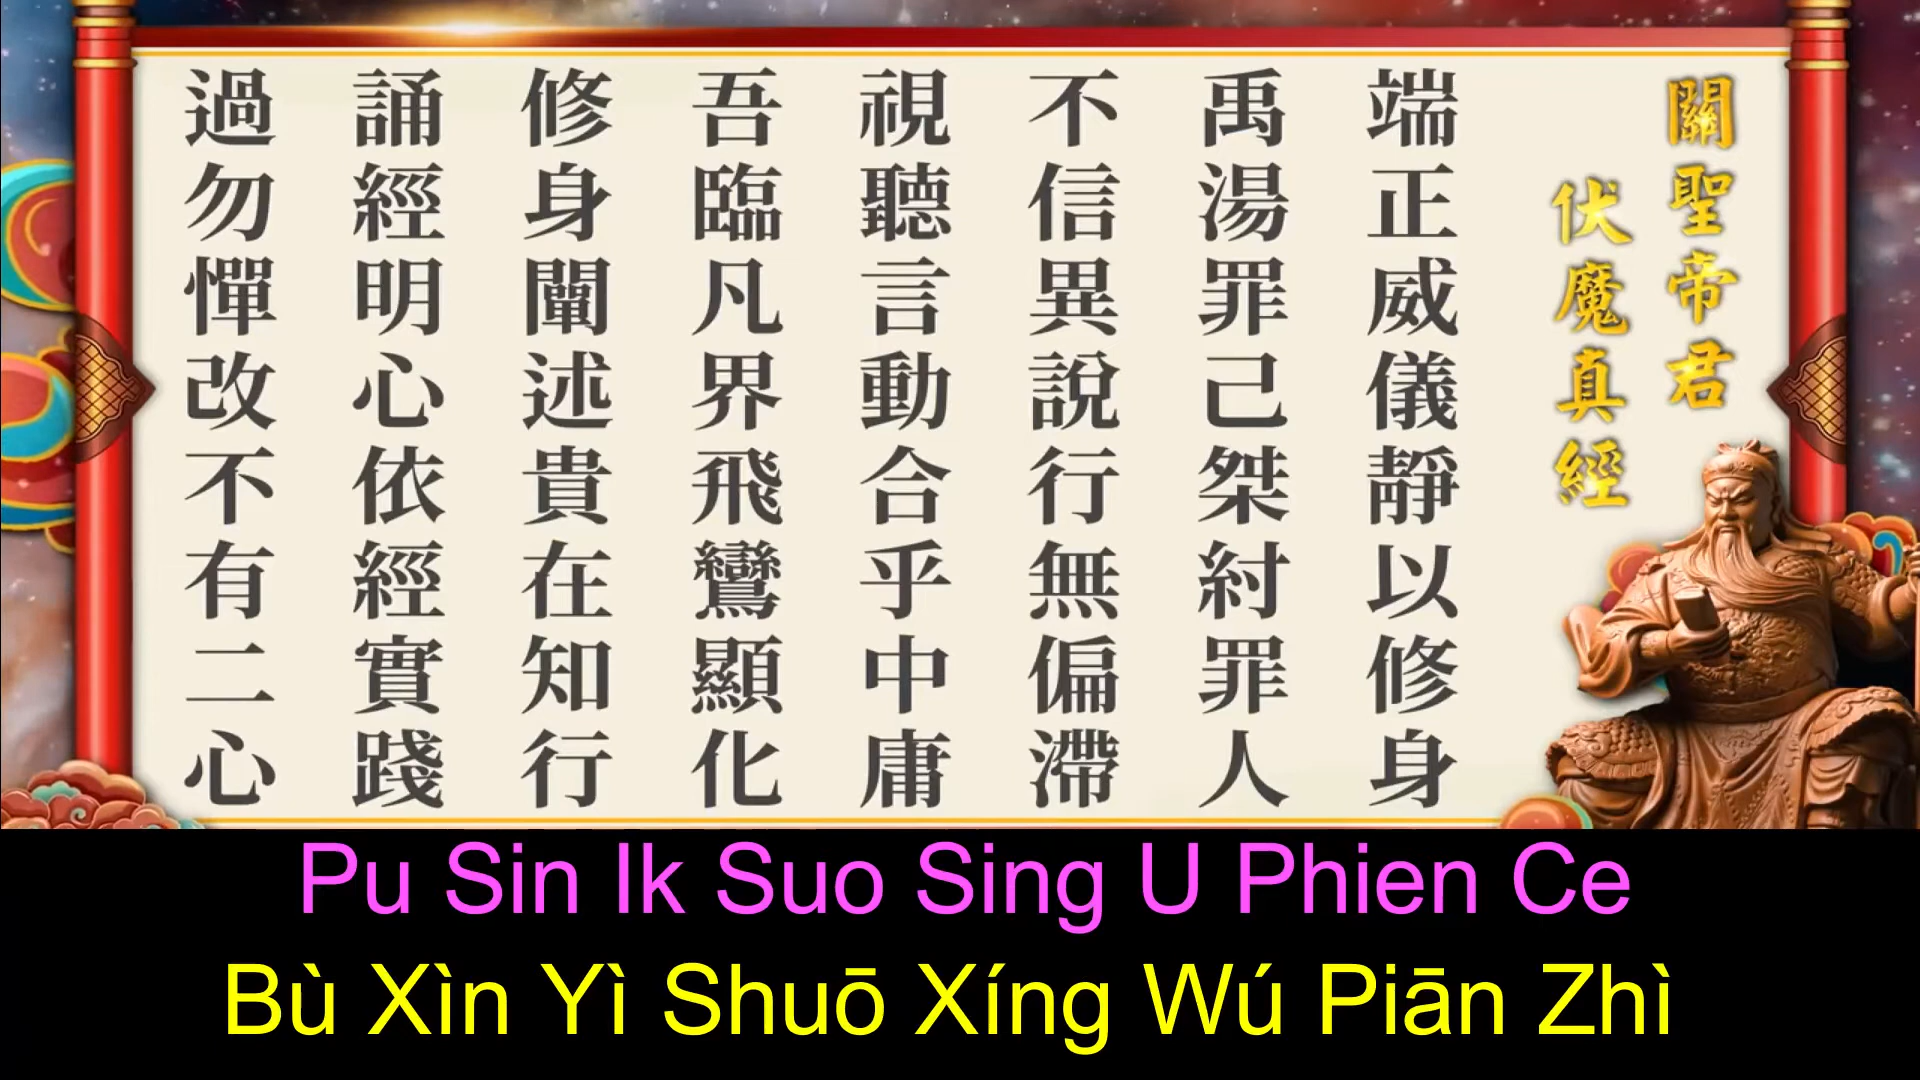 關聖帝君
伏魔真經
端正威儀靜以修身
禹湯罪己桀紂罪人
不信異說行無偏滯
視聽言動合乎中庸
吾臨凡界飛鸞顯化
修身闡述貴在知行
誦經明心依經實踐
過勿憚改不有二心
Pu Sin Ik Suo Sing U Phien Ce
Bù Xìn Yì Shuō Xíng Wú Piān Zhì